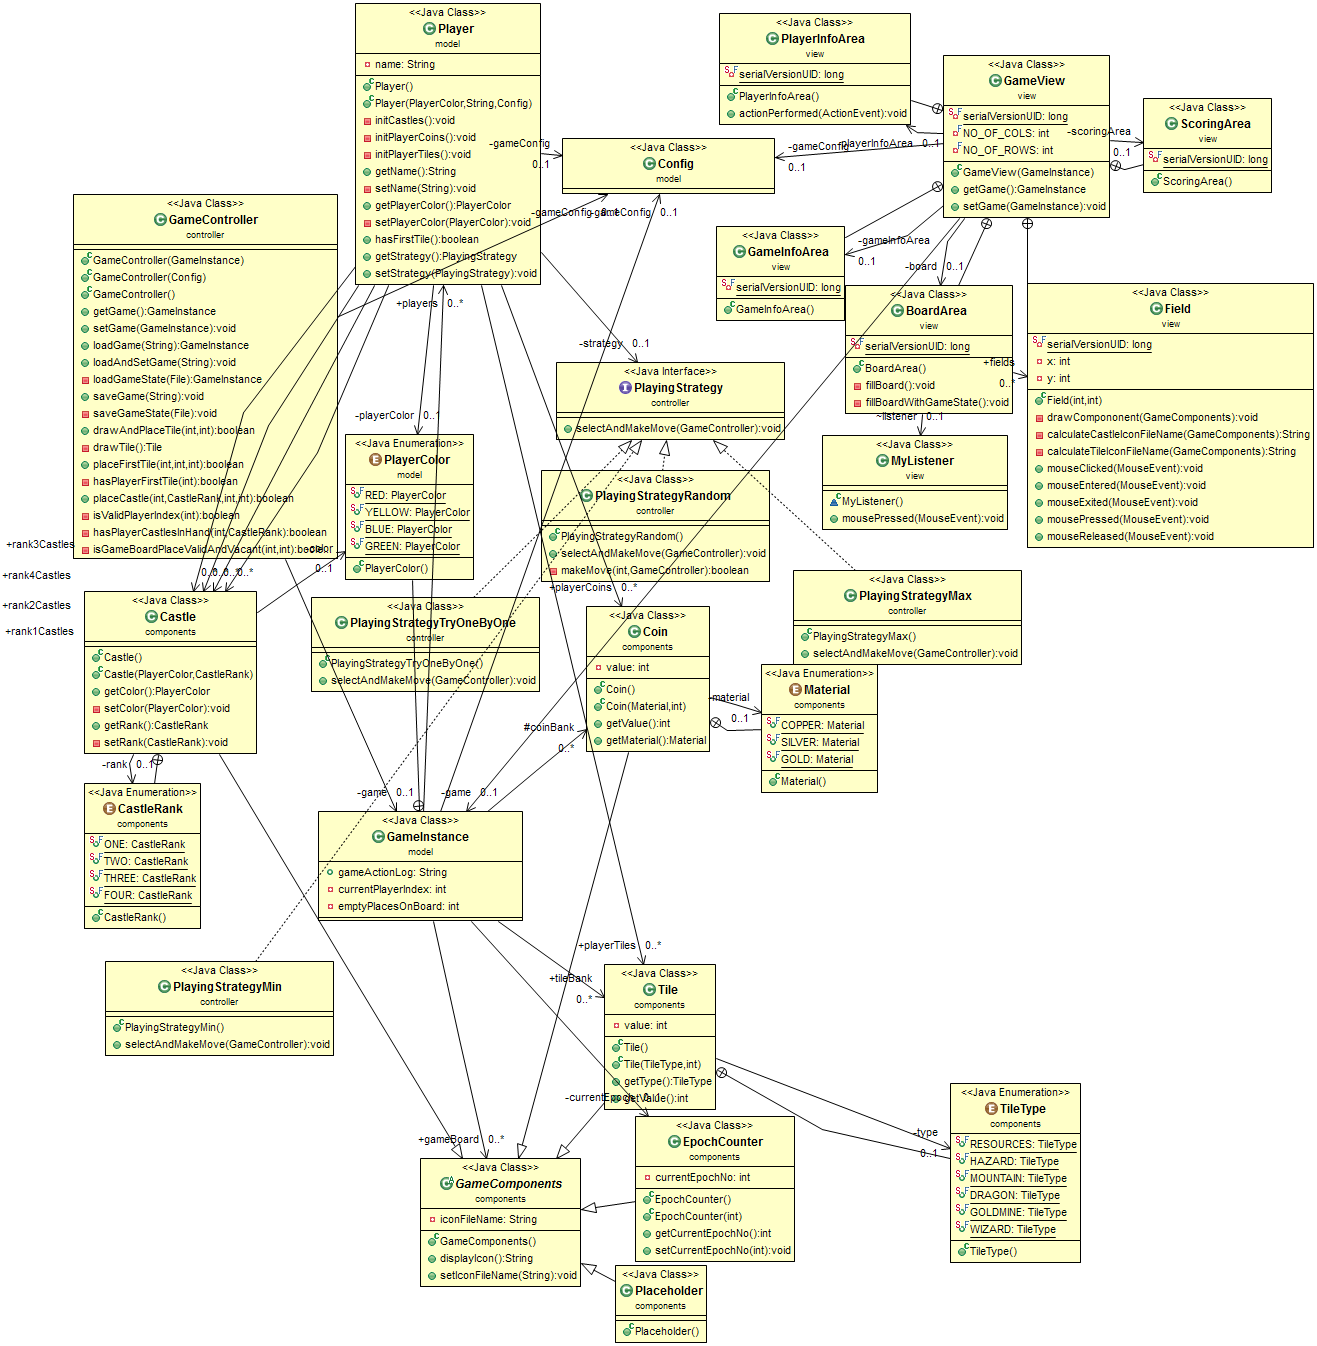 <<Java Class>>
Player
model
name: String
Player()
Player(PlayerColor,String,Config)
initCastles():void
initPlayerCoins():void
initPlayerTiles():void
getName():String
setName(String):void
getPlayerColor():PlayerColor
setPlayerColor(PlayerColor):void
hasFirstTile():boolean
getStrategy():PlayingStrategy
setStrategy(PlayingStrategy):void
<<Java Class>>
PlayerInfoArea
view
serialVersionUID: long
PlayerInfoArea()
actionPerformed(ActionEvent):void
<<Java Class>>
GameView
view
serialVersionUID: long
NO_OF_COLS: int
NO_OF_ROWS: int
GameView(GameInstance)
getGame():GameInstance
setGame(GameInstance):void
<<Java Class>>
ScoringArea
view
serialVersionUID: long
ScoringArea()
-scoringArea
0..1
-playerInfoArea
0..1
-gameConfig
0..1
-gameConfig
0..1
<<Java Class>>
Config
model
-gameConfig
0..1
-gameConfig
0..1
<<Java Class>>
GameController
controller
GameController(GameInstance)
GameController(Config)
GameController()
getGame():GameInstance
setGame(GameInstance):void
loadGame(String):GameInstance
loadAndSetGame(String):void
loadGameState(File):GameInstance
saveGame(String):void
saveGameState(File):void
drawAndPlaceTile(int,int):boolean
drawTile():Tile
placeFirstTile(int,int,int):boolean
hasPlayerFirstTile(int):boolean
placeCastle(int,CastleRank,int,int):boolean
isValidPlayerIndex(int):boolean
hasPlayerCastlesInHand(int,CastleRank):boolean
isGameBoardPlaceValidAndVacant(int,int):boolean
<<Java Class>>
GameInfoArea
view
serialVersionUID: long
GameInfoArea()
-gameInfoArea
0..1
-board
0..1
<<Java Class>>
BoardArea
view
serialVersionUID: long
BoardArea()
fillBoard():void
fillBoardWithGameState():void
+fields
0..*
~listener
0..1
<<Java Class>>
Field
view
serialVersionUID: long
x: int
y: int
Field(int,int)
drawCompononent(GameComponents):void
calculateCastleIconFileName(GameComponents):String
calculateTileIconFileName(GameComponents):String
mouseClicked(MouseEvent):void
mouseEntered(MouseEvent):void
mouseExited(MouseEvent):void
mousePressed(MouseEvent):void
mouseReleased(MouseEvent):void
<<Java Class>>
MyListener
view
MyListener()
mousePressed(MouseEvent):void
+players
0..*
-strategy
0..1
<<Java Interface>>
PlayingStrategy
controller
selectAndMakeMove(GameController):void
-playerColor
0..1
<<Java Enumeration>>
PlayerColor
model
RED: PlayerColor
YELLOW: PlayerColor
BLUE: PlayerColor
GREEN: PlayerColor
PlayerColor()
-color
0..1
<<Java Class>>
PlayingStrategyRandom
controller
PlayingStrategyRandom()
selectAndMakeMove(GameController):void
makeMove(int,GameController):boolean
+rank3Castles
+rank4Castles
+rank2Castles
+rank1Castles
0..*
0..*
0..*
0..*
<<Java Class>>
Castle
components
Castle()
Castle(PlayerColor,CastleRank)
getColor():PlayerColor
setColor(PlayerColor):void
getRank():CastleRank
setRank(CastleRank):void
<<Java Class>>
PlayingStrategyTryOneByOne
controller
PlayingStrategyTryOneByOne()
selectAndMakeMove(GameController):void
+playerCoins
0..*
<<Java Class>>
Coin
components
value: int
Coin()
Coin(Material,int)
getValue():int
getMaterial():Material
<<Java Class>>
PlayingStrategyMax
controller
PlayingStrategyMax()
selectAndMakeMove(GameController):void
-material
0..1
<<Java Enumeration>>
Material
components
COPPER: Material
SILVER: Material
GOLD: Material
Material()
#coinBank
0..*
-rank
0..1
<<Java Enumeration>>
CastleRank
components
ONE: CastleRank
TWO: CastleRank
THREE: CastleRank
FOUR: CastleRank
CastleRank()
-game
0..1
-game
0..1
<<Java Class>>
GameInstance
model
gameActionLog: String
currentPlayerIndex: int
emptyPlacesOnBoard: int
<<Java Class>>
PlayingStrategyMin
controller
PlayingStrategyMin()
selectAndMakeMove(GameController):void
+playerTiles
0..*
+tileBank
0..*
<<Java Class>>
Tile
components
value: int
Tile()
Tile(TileType,int)
getType():TileType
getValue():int
-currentEpoch
0..1
-type
0..1
<<Java Enumeration>>
TileType
components
RESOURCES: TileType
HAZARD: TileType
MOUNTAIN: TileType
DRAGON: TileType
GOLDMINE: TileType
WIZARD: TileType
TileType()
<<Java Class>>
EpochCounter
components
currentEpochNo: int
EpochCounter()
EpochCounter(int)
getCurrentEpochNo():int
setCurrentEpochNo(int):void
+gameBoard
0..*
<<Java Class>>
GameComponents
components
iconFileName: String
GameComponents()
displayIcon():String
setIconFileName(String):void
<<Java Class>>
Placeholder
components
Placeholder()